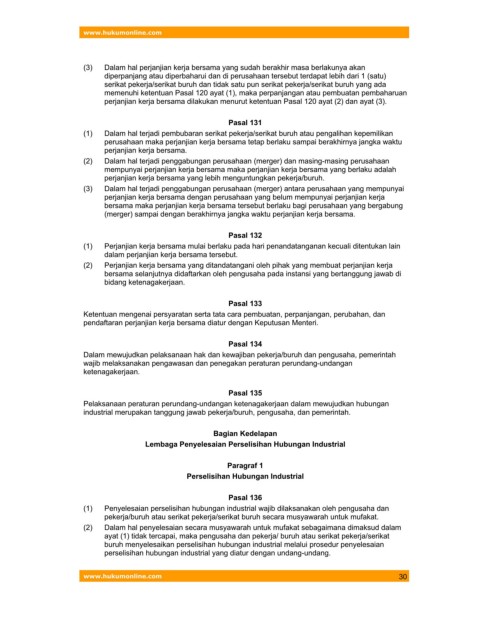 www.hukumonline.com
(3) Dalam hal perjanjian kerja bersama yang sudah berakhir masa berlakunya akan
diperpanjang atau diperbaharui dan di perusahaan tersebut terdapat lebih dari 1 (satu)
serikat pekerja/serikat buruh dan tidak satu pun serikat pekerja/serikat buruh yang ada
memenuhi ketentuan Pasal 120 ayat (1), maka perpanjangan atau pembuatan pembaharuan
perjanjian kerja bersama dilakukan menurut ketentuan Pasal 120 ayat (2) dan ayat (3).
Pasal 131
(1) Dalam hal terjadi pembubaran serikat pekerja/serikat buruh atau pengalihan kepemilikan
perusahaan maka perjanjian kerja bersama tetap berlaku sampai berakhirnya jangka waktu
perjanjian kerja bersama.
(2) Dalam hal terjadi penggabungan perusahaan (merger) dan masing-masing perusahaan
mempunyai perjanjian kerja bersama maka perjanjian kerja bersama yang berlaku adalah
perjanjian kerja bersama yang lebih menguntungkan pekerja/buruh.
(3) Dalam hal terjadi penggabungan perusahaan (merger) antara perusahaan yang mempunyai
perjanjian kerja bersama dengan perusahaan yang belum mempunyai perjanjian kerja
bersama maka perjanjian kerja bersama tersebut berlaku bagi perusahaan yang bergabung
(merger) sampai dengan berakhirnya jangka waktu perjanjian kerja bersama.
Pasal 132
(1) Perjanjian kerja bersama mulai berlaku pada hari penandatanganan kecuali ditentukan lain
dalam perjanjian kerja bersama tersebut.
(2) Perjanjian kerja bersama yang ditandatangani oleh pihak yang membuat perjanjian kerja
bersama selanjutnya didaftarkan oleh pengusaha pada instansi yang bertanggung jawab di
bidang ketenagakerjaan.
Pasal 133
Ketentuan mengenai persyaratan serta tata cara pembuatan, perpanjangan, perubahan, dan
pendaftaran perjanjian kerja bersama diatur dengan Keputusan Menteri.
Pasal 134
Dalam mewujudkan pelaksanaan hak dan kewajiban pekerja/buruh dan pengusaha, pemerintah
wajib melaksanakan pengawasan dan penegakan peraturan perundang-undangan
ketenagakerjaan.
Pasal 135
Pelaksanaan peraturan perundang-undangan ketenagakerjaan dalam mewujudkan hubungan
industrial merupakan tanggung jawab pekerja/buruh, pengusaha, dan pemerintah.
Bagian Kedelapan
Lembaga Penyelesaian Perselisihan Hubungan Industrial
Paragraf 1
Perselisihan Hubungan Industrial
Pasal 136
(1) Penyelesaian perselisihan hubungan industrial wajib dilaksanakan oleh pengusaha dan
pekerja/buruh atau serikat pekerja/serikat buruh secara musyawarah untuk mufakat.
(2) Dalam hal penyelesaian secara musyawarah untuk mufakat sebagaimana dimaksud dalam
ayat (1) tidak tercapai, maka pengusaha dan pekerja/ buruh atau serikat pekerja/serikat
buruh menyelesaikan perselisihan hubungan industrial melalui prosedur penyelesaian
perselisihan hubungan industrial yang diatur dengan undang-undang.
www.hukumonline.com 30